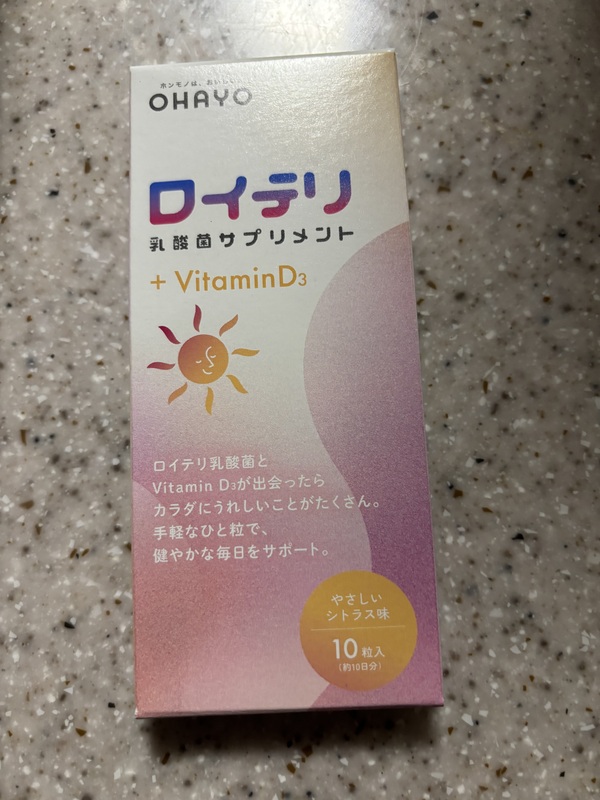 ホンモノは、おいしい
OHAYO
ロイテリ
乳酸菌サプリメント
+ VitaminD3
ロイテリ乳酸菌と
Vitamin D3が出会ったら
カラダにうれしいことがたくさん。
手軽なひと粒で、
健やかな毎日をサポート。
やさしい
シトラス味
10粒入
(約10日分)